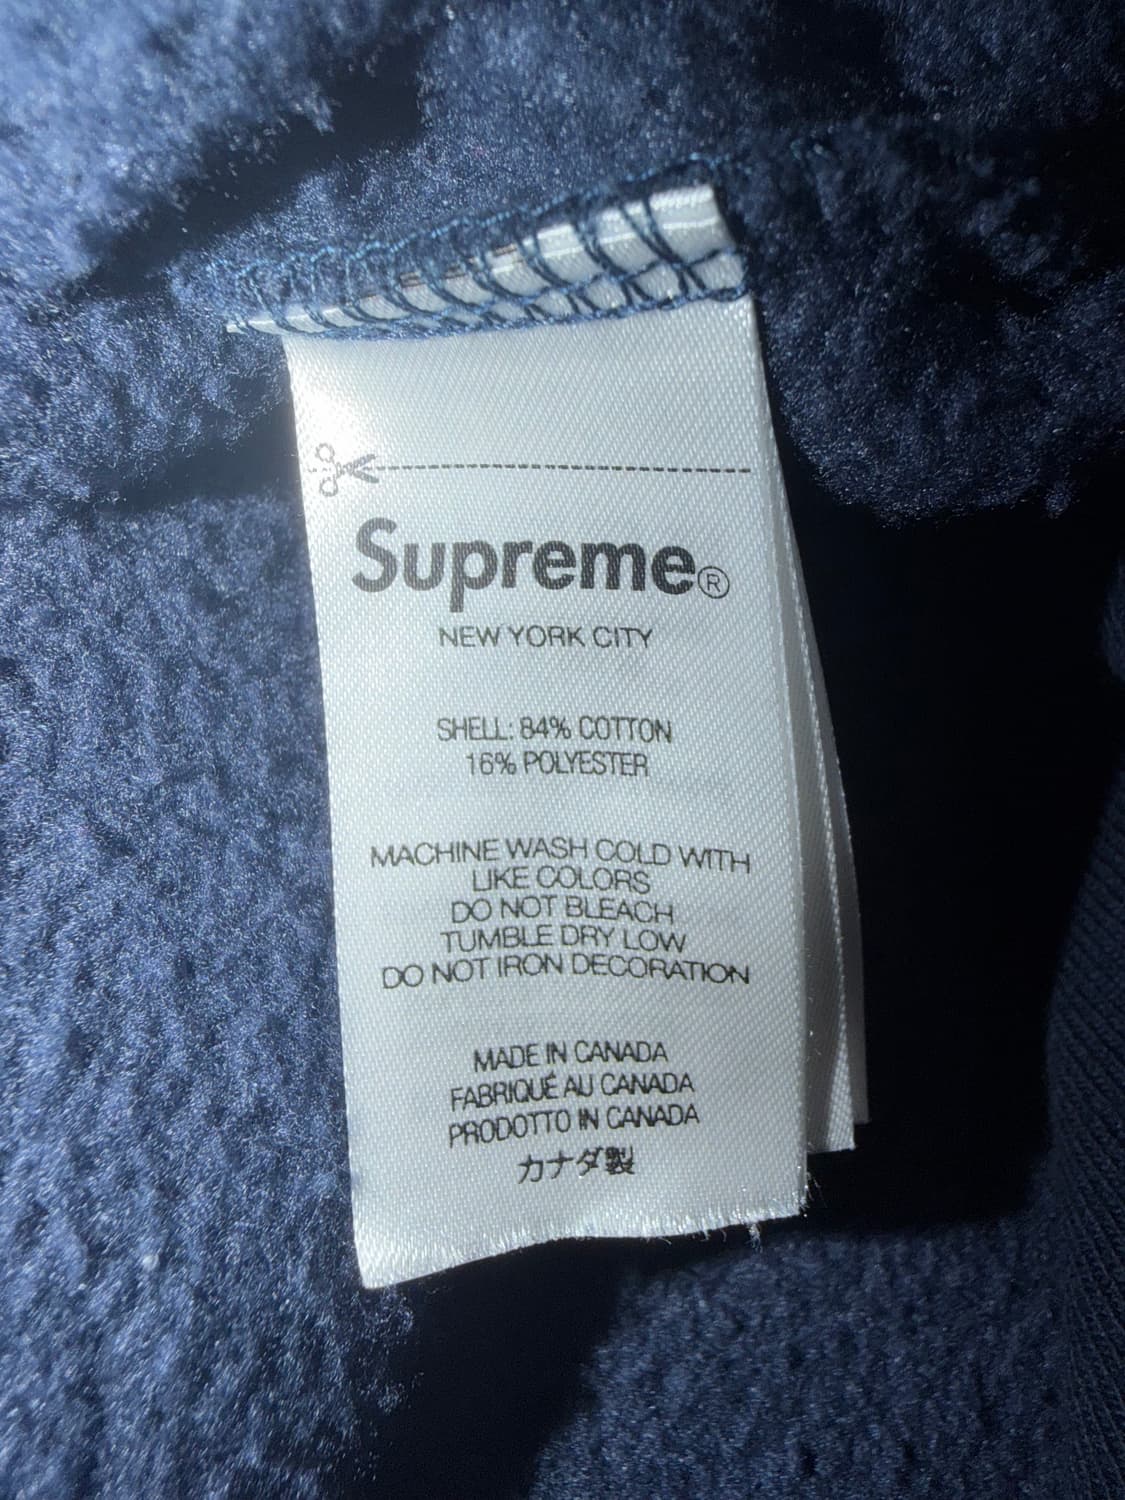 Supreme®
NEW YORK CITY
SHELL: 84% COTTON
16% POLYESTER
MACHINE WASH COLD WITH
LIKE COLORS
DO NOT BLEACH
TUMBLE DRY LOW
DO NOT IRON DECORATION
MADE IN CANADA
FABRIQUÉ AU CANADA
PRODOTTO IN CANADA
カナダ製